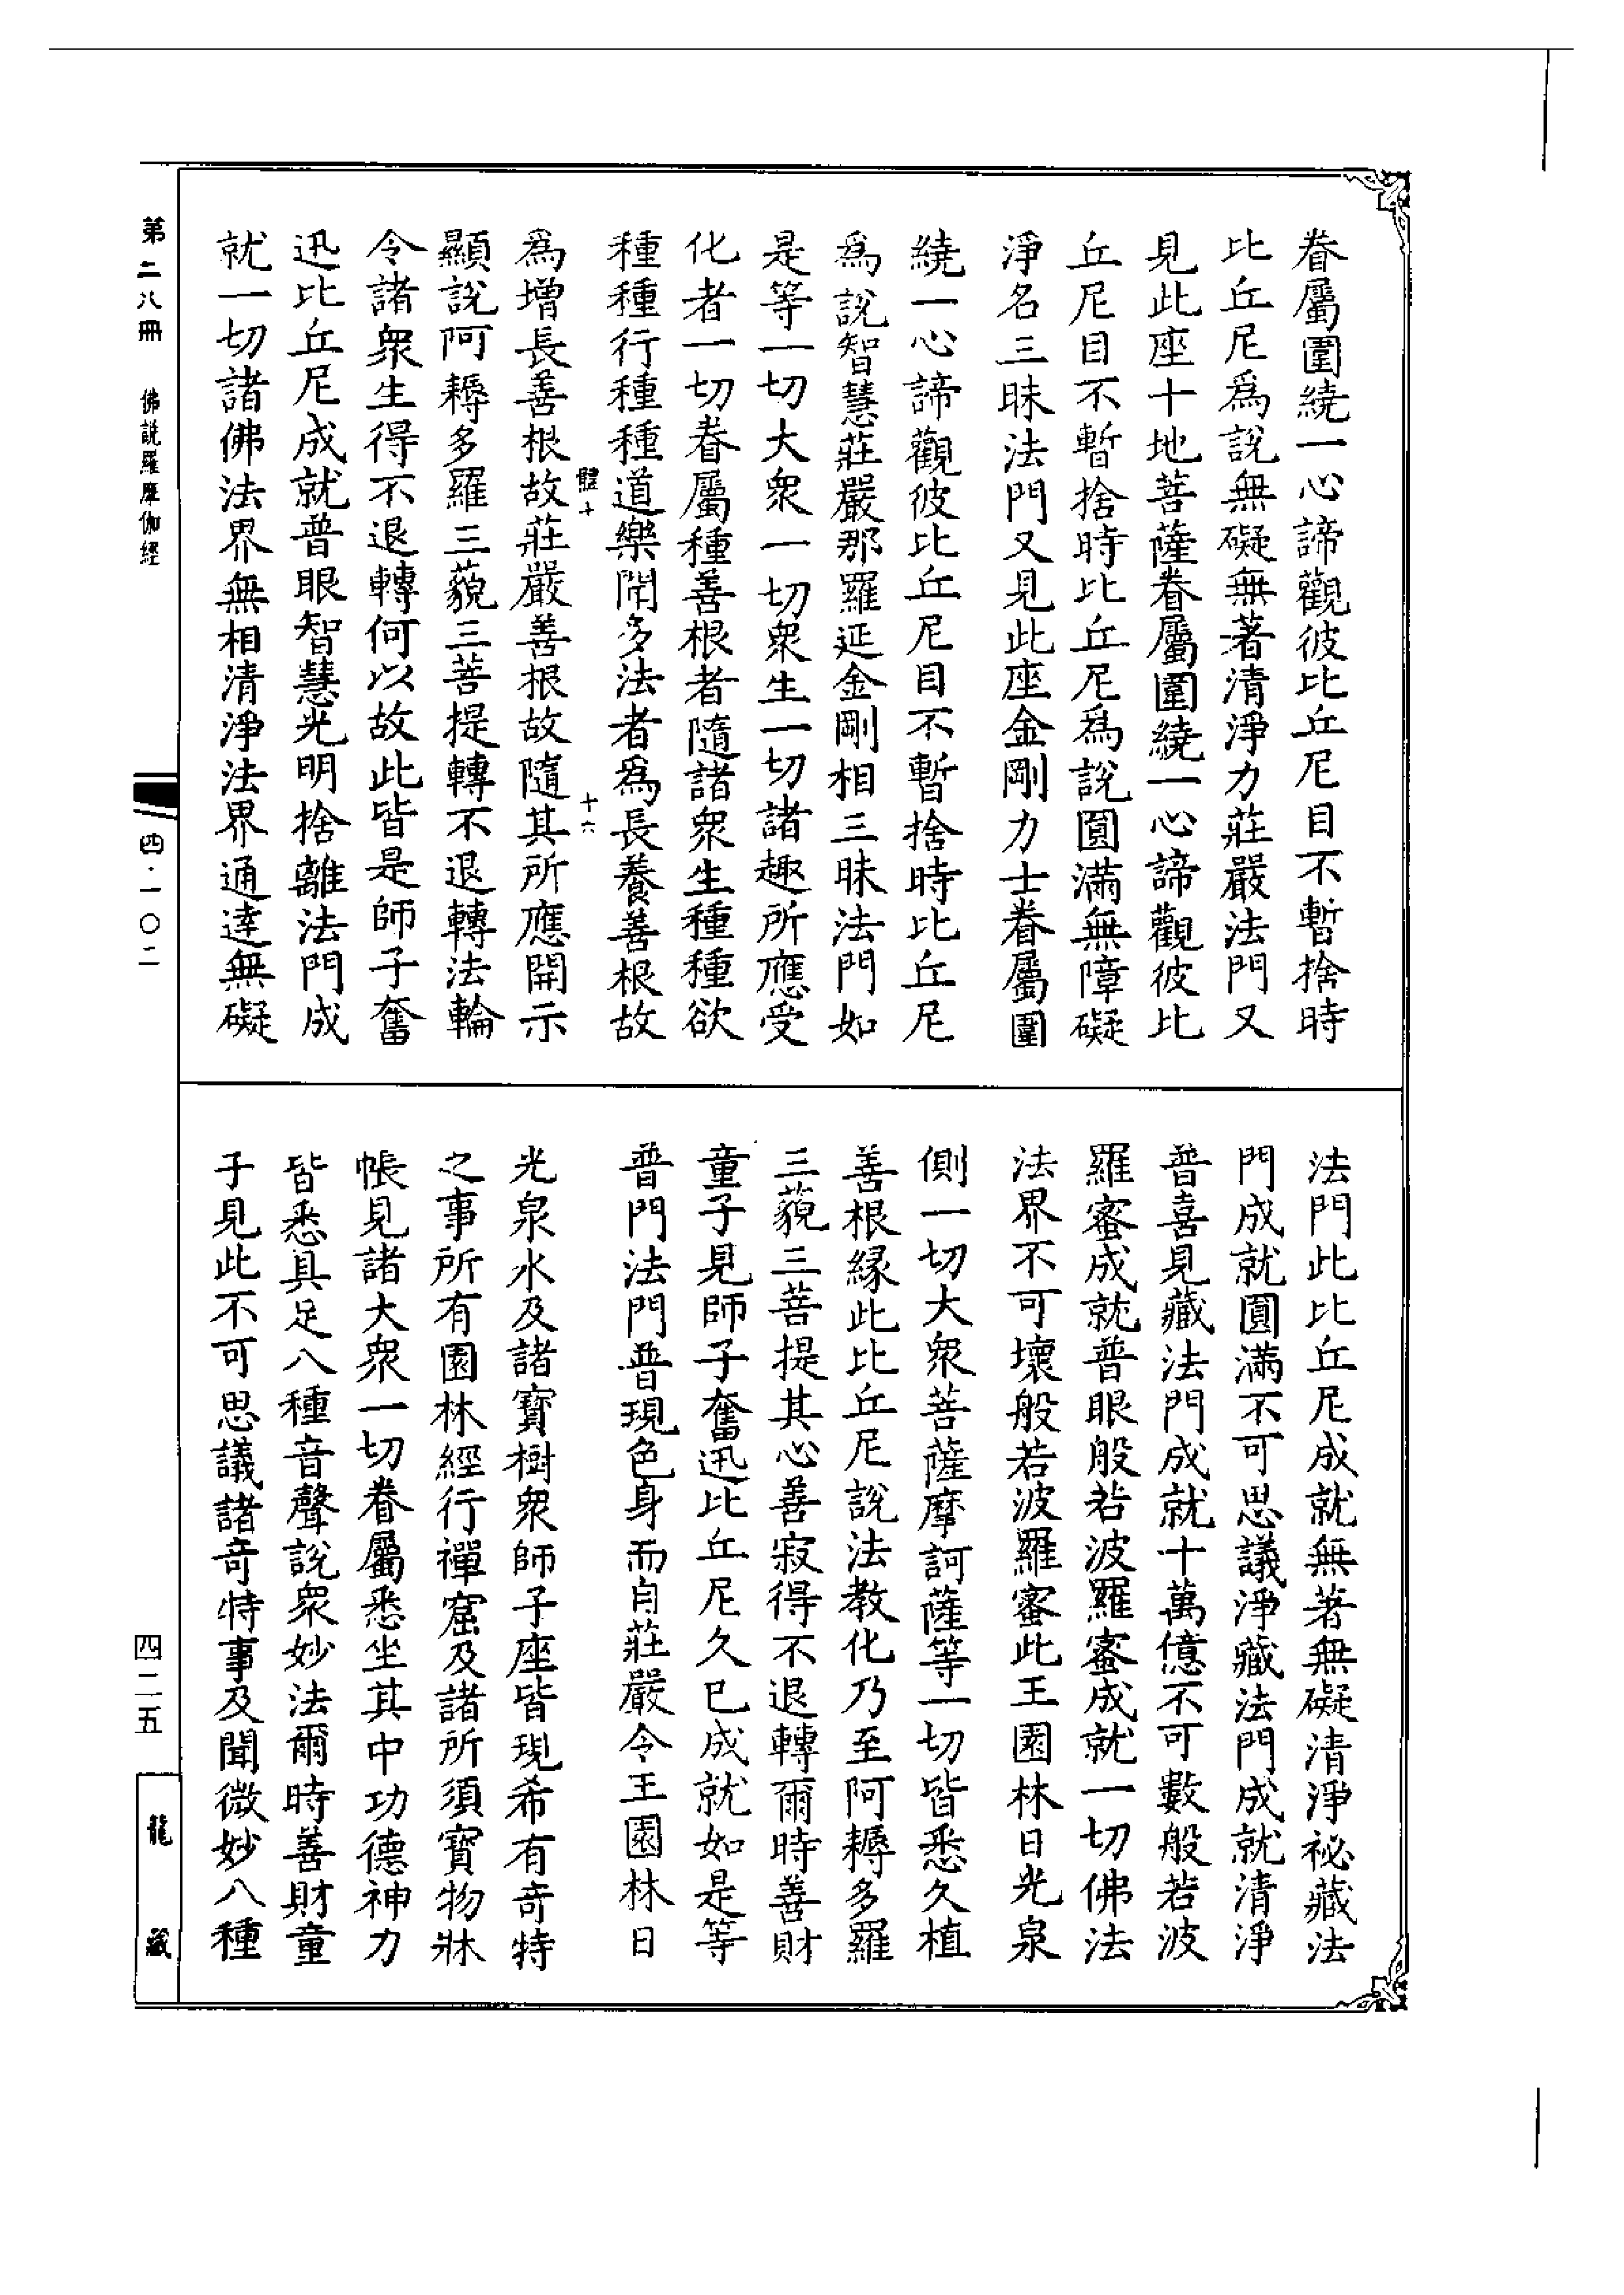 眷屬圍繞一心諦觀彼比丘尼目不暫捨時
比丘尼爲說無礙無著清淨力莊嚴法門又
見此座十地菩薩眷屬圍繞一心諦觀彼比
丘尼目不暫捨時比丘尼爲說圓滿無障礙
淨名三昧法門又見此座金剛力士眷屬圍
繞一心諦觀彼比丘尼目不暫捨時比丘尼
爲說智慧莊嚴那羅延金剛相三昧法門如
是等一切大衆一切衆生一切諸趣所應受
化者一切眷屬種善根者隨諸衆生種種欲
種種行種種道樂聞多法者爲長養善根故
體十
十六
爲增長善根故莊嚴善根故隨其所應開示
顯說阿耨多羅三藐三菩提轉不退轉法輪
令諸衆生得不退轉何以故此皆是師子奮
迅比丘尼成就普眼智慧光明捨離法門成
就一切諸佛法界無相清淨法界通達無礙
法門此比丘尼成就無著無礙清淨祕藏法
門成就圓滿不可思議淨藏法門成就清淨
普喜見藏法門成就十萬億不可數般若波
羅蜜成就普眼般若波羅蜜成就一切佛法
法界不可壞般若波羅蜜此王園林日光泉
側一切大衆菩薩摩訶薩等一切皆悉久植
善根緣此比丘尼說法教化乃至阿耨多羅
三藐三菩提其心善寂得不退轉爾時善財
童子見師子奮迅比丘尼久已成就如是等
普門法門普現色身而自莊嚴令王園林日
光泉水及諸寶樹衆師子座皆現希有奇特
之事所有園林經行禪窟及諸所須寶物牀
帳見諸大衆一切眷屬悉坐其中功德神力
皆悉具足八種音聲說衆妙法爾時善財童
子見此不可思議諸奇特事及聞微妙八種
第二八冊
佛說羅摩伽經
四·一〇二
四二五
龍藏